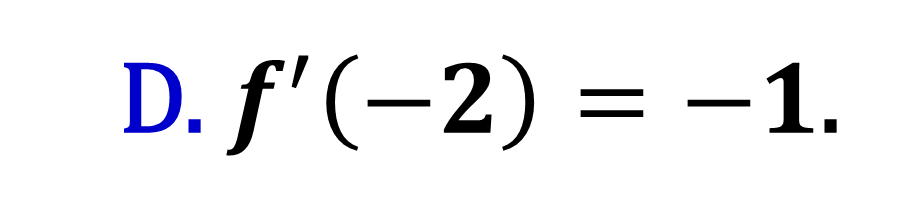 D. f′(−2) = −1.